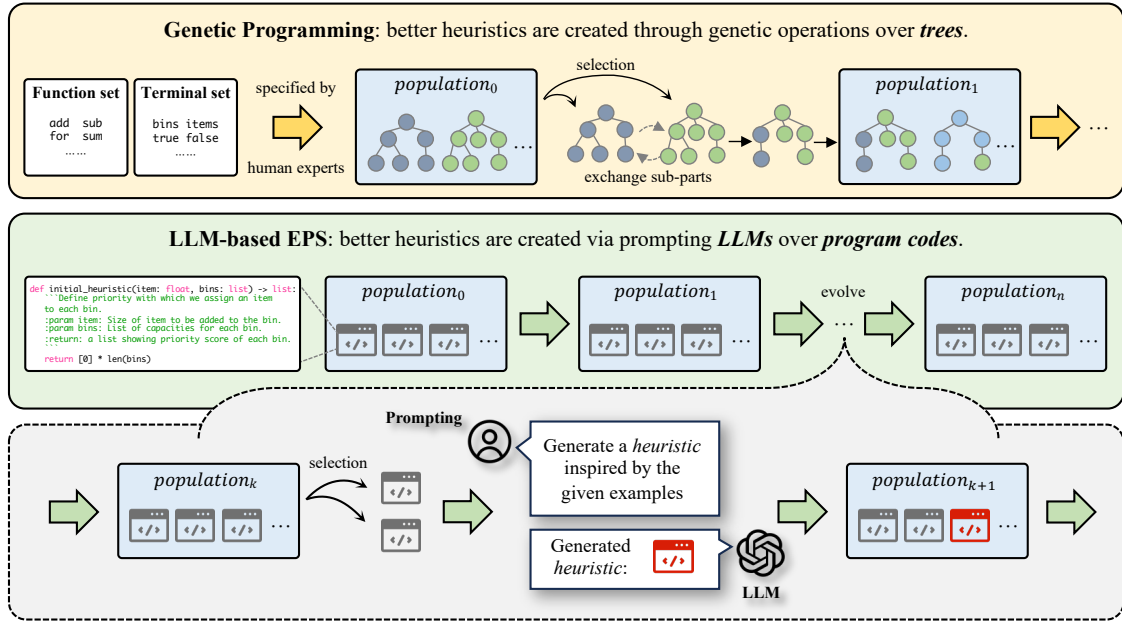 Genetic Programming: better heuristics are created through genetic operations over trees.
Function set
add sub
for sum
……
Terminal set
bins items
true false
……
specified by
human experts
population0
...
selection
exchange sub-parts
population1
...
...
LLM-based EPS: better heuristics are created via prompting LLMs over program codes.
def initial_heuristic(item: float, bins: list) -> list:
```Define priority with which we assign an item
to each bin.
:param item: Size of item to be added to the bin.
:param bins: List of capacities for each bin.
:return: a list showing priority score of each bin.
```
return [0] * len(bins)
population0
</> </> </> ...
population1
</> </> </> ...
evolve
...
populationn
</> </> </> ...
Prompting
populationk
</> </> </> ...
selection
</>
</>
Generate a heuristic
inspired by the
given examples
Generated
heuristic:
</>
LLM
populationk+1
</> </> </> ...